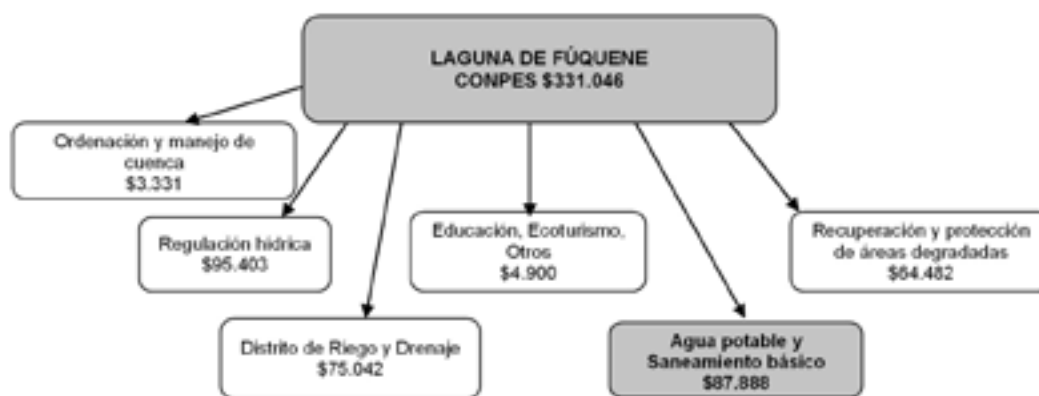 LAGUNA DE FÚQUENE
CONPES $331.046
Ordenación y manejo de
cuenca
$3.331
Regulación hídrica
$95.403
Educación, Ecoturismo,
Otros
$4.900
Recuperación y protección
de áreas degradadas
$64.482
Distrito de Riego y Drenaje
$75.042
Agua potable y
Saneamiento básico
$87.888